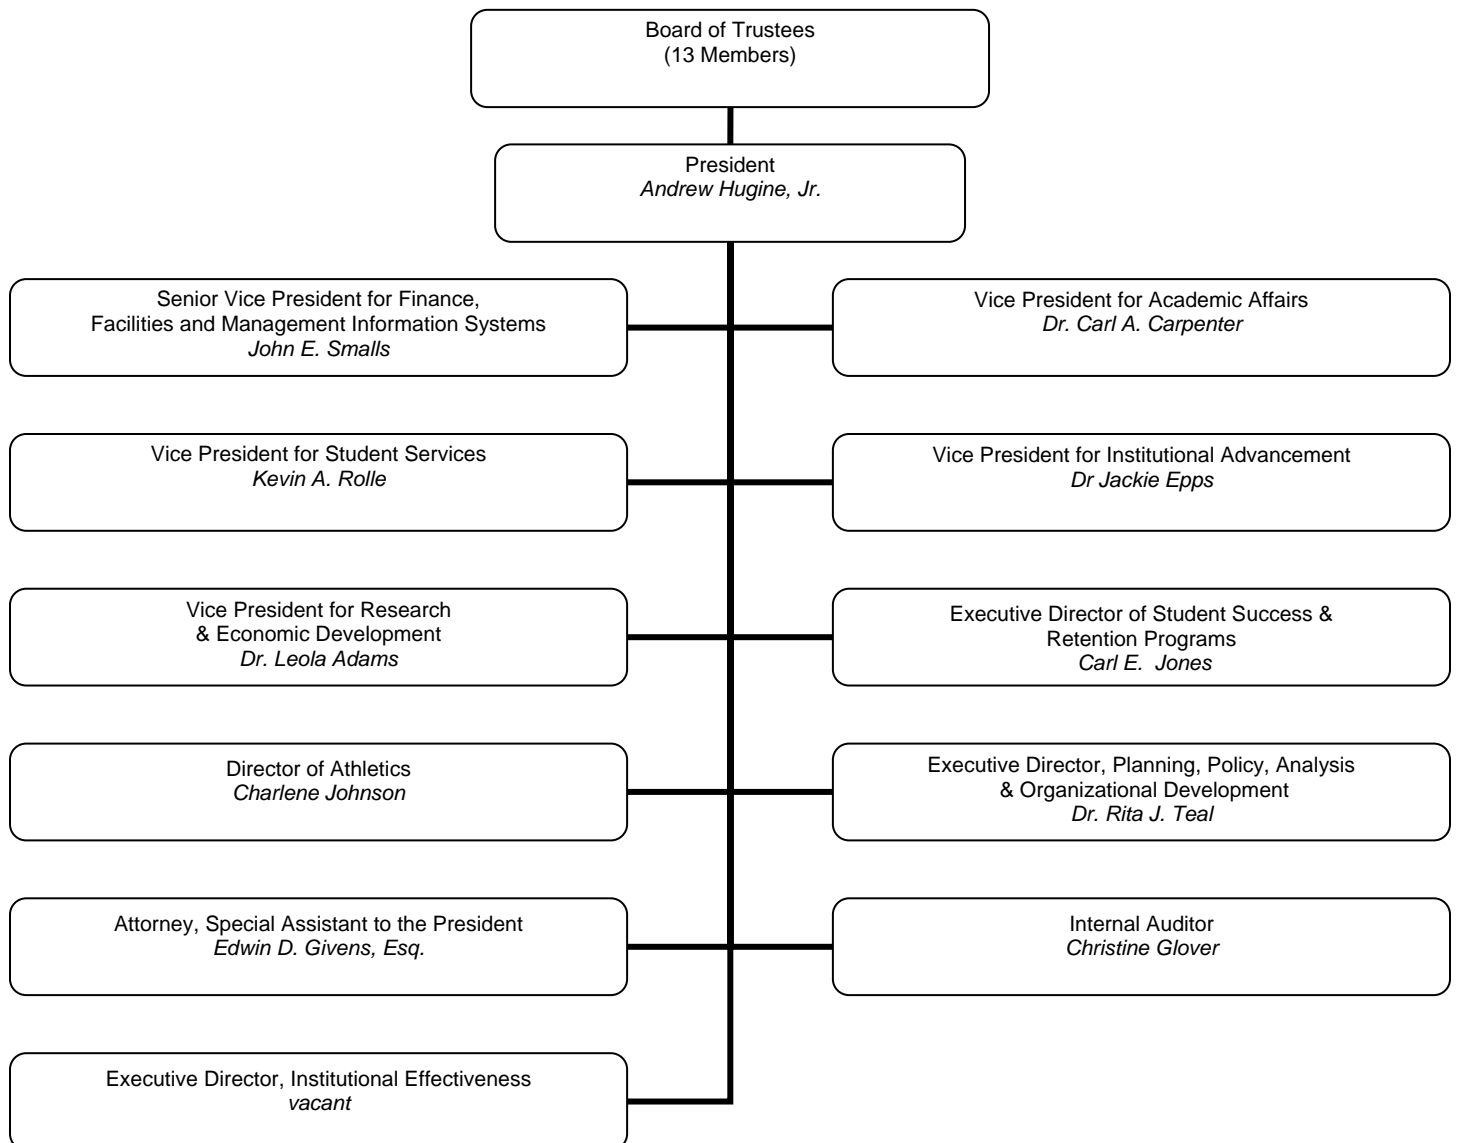 Board of Trustees
(13 Members)
President
Andrew Hugine, Jr.
Senior Vice President for Finance,
Facilities and Management Information Systems
John E. Smalls
Vice President for Academic Affairs
Dr. Carl A. Carpenter
Vice President for Student Services
Kevin A. Rolle
Vice President for Institutional Advancement
Dr Jackie Epps
Vice President for Research
& Economic Development
Dr. Leola Adams
Executive Director of Student Success &
Retention Programs
Carl E.  Jones
Director of Athletics
Charlene Johnson
Executive Director, Planning, Policy, Analysis
& Organizational Development
Dr. Rita J. Teal
Attorney, Special Assistant to the President
Edwin D. Givens, Esq.
Internal Auditor
Christine Glover
Executive Director, Institutional Effectiveness
vacant